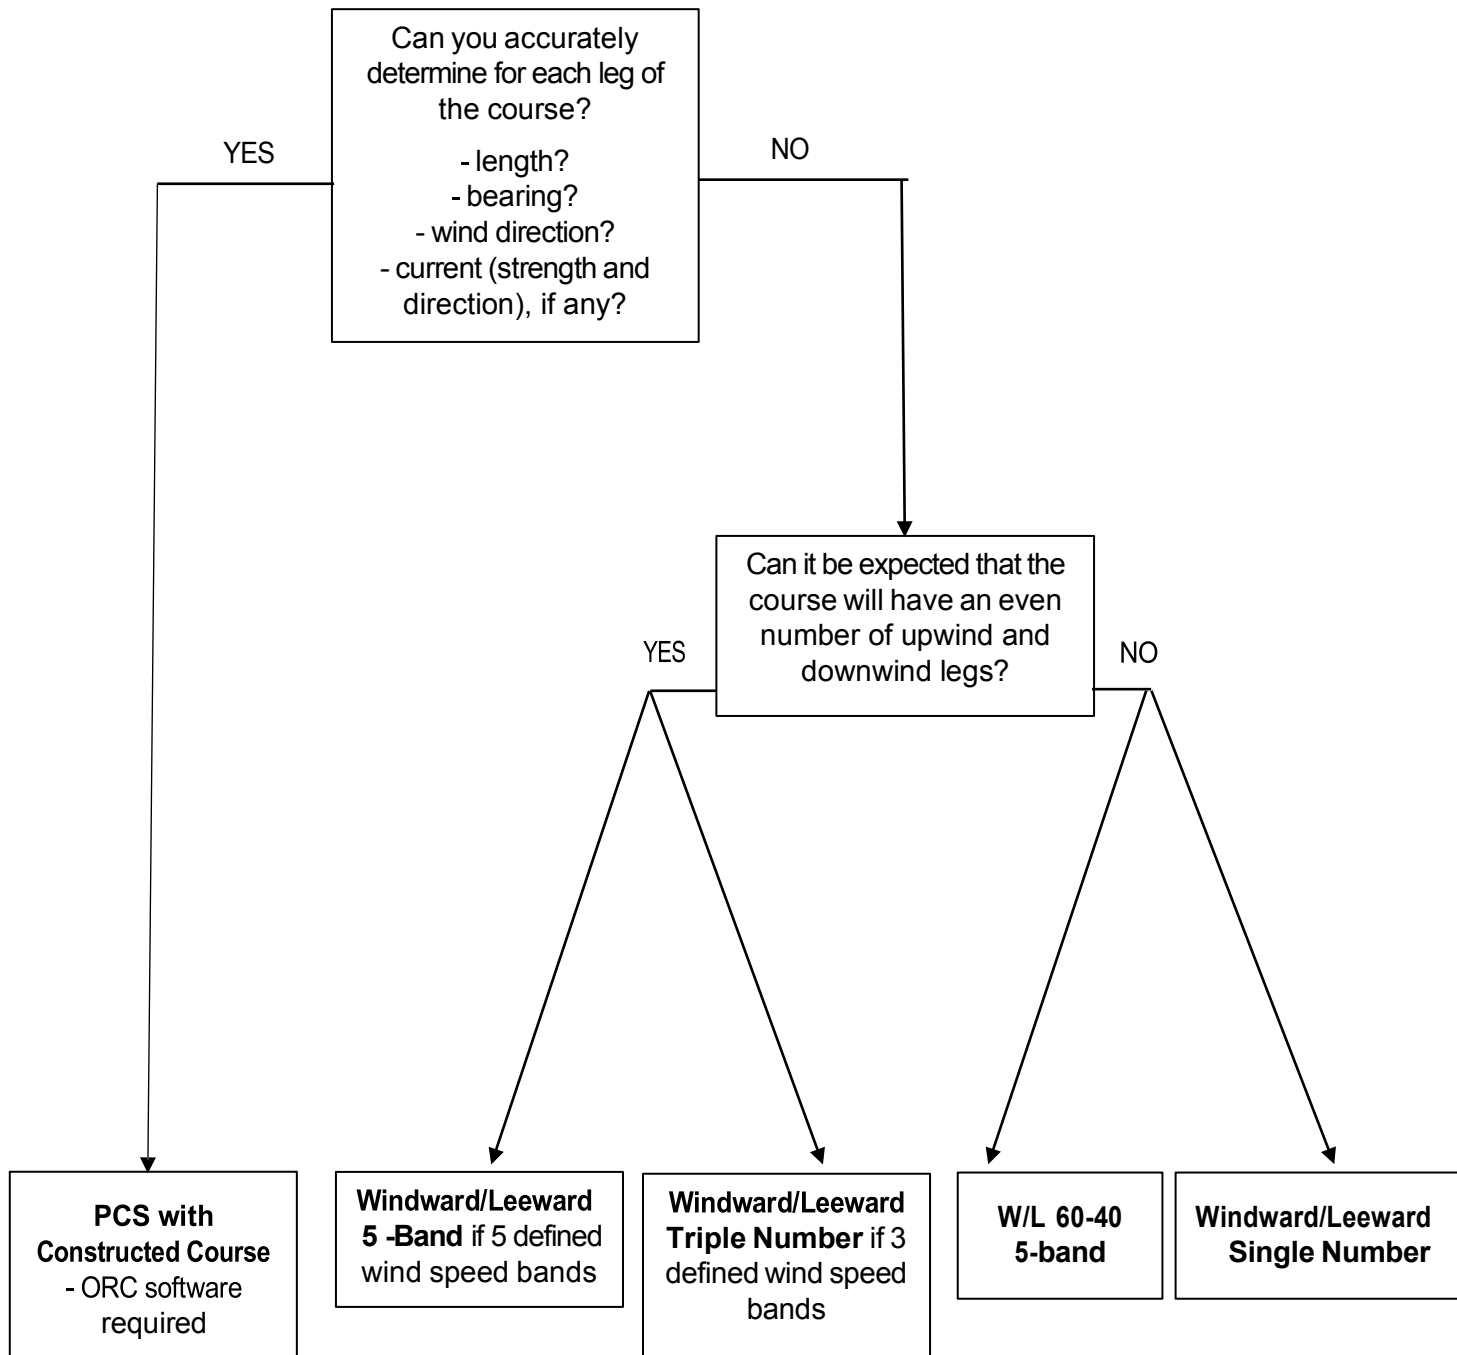 Can you accurately
determine for each leg of
the course?
- length?
- bearing?
- wind direction?
- current (strength and
direction), if any?
YES
NO
Can it be expected that the
course will have an even
number of upwind and
downwind legs?
YES
NO
PCS with
Constructed Course
- ORC software
required
Windward/Leeward
5 -Band if 5 defined
wind speed bands
Windward/Leeward
Triple Number if 3
defined wind speed
bands
W/L 60-40
5-band
Windward/Leeward
Single Number